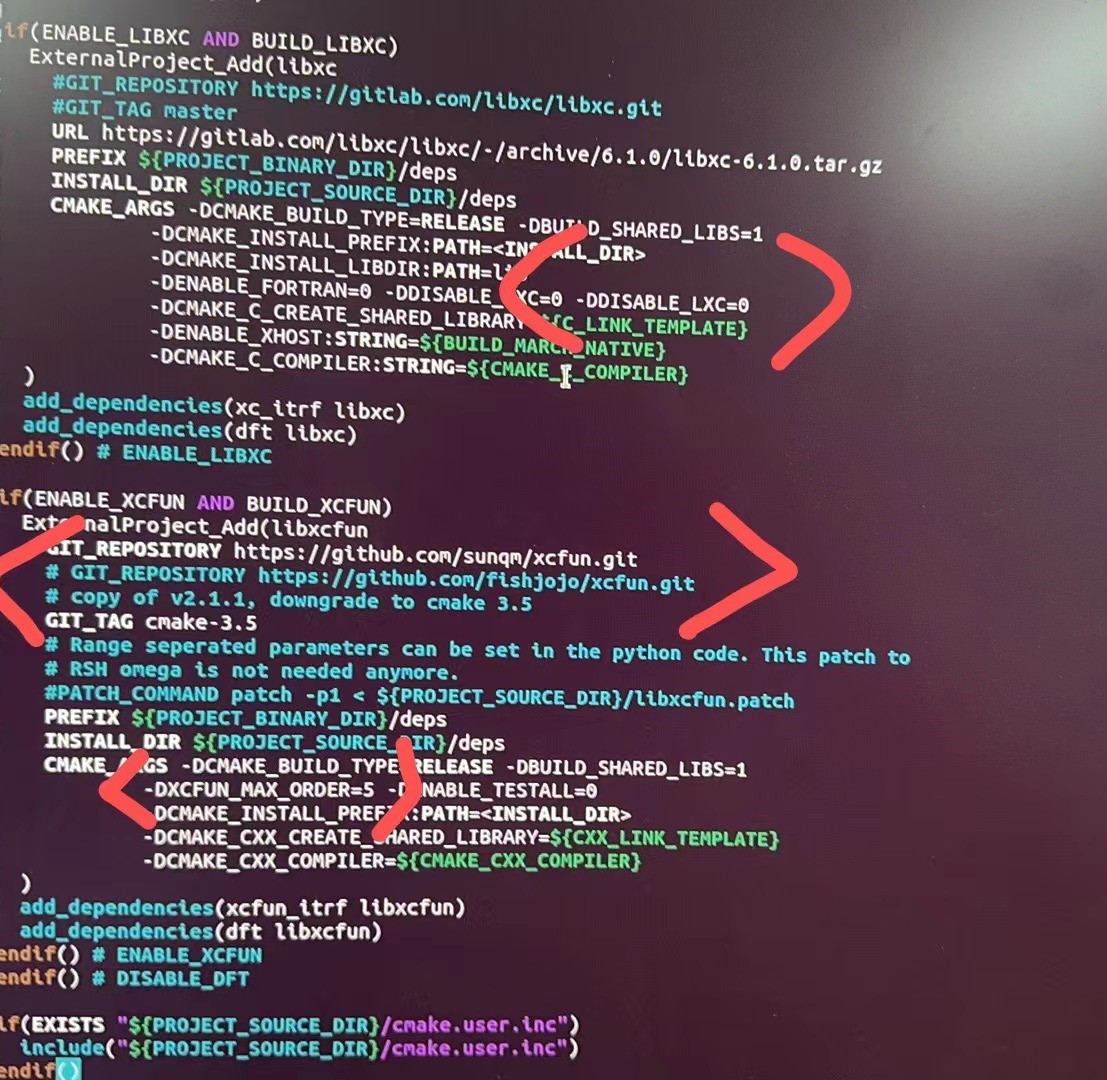 if(ENABLE_LIBXC AND BUILD_LIBXC)
ExternalProject_Add(libxc
#GIT_REPOSITORY https://gitlab.com/libxc/libxc.git
#GIT_TAG master
URL https://gitlab.com/libxc/libxc/-/archive/6.1.0/libxc-6.1.0.tar.gz
PREFIX ${PROJECT_BINARY_DIR}/deps
INSTALL_DIR ${PROJECT_SOURCE_DIR}/deps
CMAKE_ARGS -DCMAKE_BUILD_TYPE=RELEASE -DBUILD_SHARED_LIBS=1
-DCMAKE_INSTALL_PREFIX:PATH=<INSTALL_DIR>
-DCMAKE_INSTALL_LIBDIR:PATH=
-DENABLE_FORTRAN=0 -DDISABLE_ XC=0 -DDISABLE_LXC=0
-DCMAKE_C_CREATE_SHARED_LIBRARY ${C_LINK_TEMPLATE}
-DENABLE_XHOST:STRING=${BUILD_MARCH_NATIVE}
-DCMAKE_C_COMPILER:STRING=${CMAKE_C_COMPILER}
)
add_dependencies(xc_itrf libxc)
add_dependencies(dft libxc)
endif() # ENABLE_LIBXC
if(ENABLE_XCFUN AND BUILD_XCFUN)
ExternalProject_Add(libxcfun
GIT_REPOSITORY https://github.com/sunqm/xcfun.git
# GIT_REPOSITORY https://github.com/fishjojo/xcfun.git
# copy of v2.1.1, downgrade to cmake 3.5
GIT_TAG cmake-3.5
# Range seperated parameters can be set in the python code. This patch to
# RSH omega is not needed anymore.
#PATCH_COMMAND patch -p1 < ${PROJECT_SOURCE_DIR}/libxcfun.patch
PREFIX ${PROJECT_BINARY_DIR}/deps
INSTALL_DIR ${PROJECT_SOURCE_DIR}/deps
CMAKE_ARGS -DCMAKE_BUILD_TYPE=RELEASE -DBUILD_SHARED_LIBS=1
-DXCFUN_MAX_ORDER=5 -DENABLE_TESTALL=0
-DCMAKE_INSTALL_PREFIX:PATH=<INSTALL_DIR>
-DCMAKE_CXX_CREATE_SHARED_LIBRARY=${CXX_LINK_TEMPLATE}
-DCMAKE_CXX_COMPILER=${CMAKE_CXX_COMPILER}
)
add_dependencies(xcfun_itrf libxcfun)
add_dependencies(dft libxcfun)
endif() # ENABLE_XCFUN
endif() # DISABLE_DFT
if(EXISTS "${PROJECT_SOURCE_DIR}/cmake.user.inc")
include("${PROJECT_SOURCE_DIR}/cmake.user.inc")
endif()